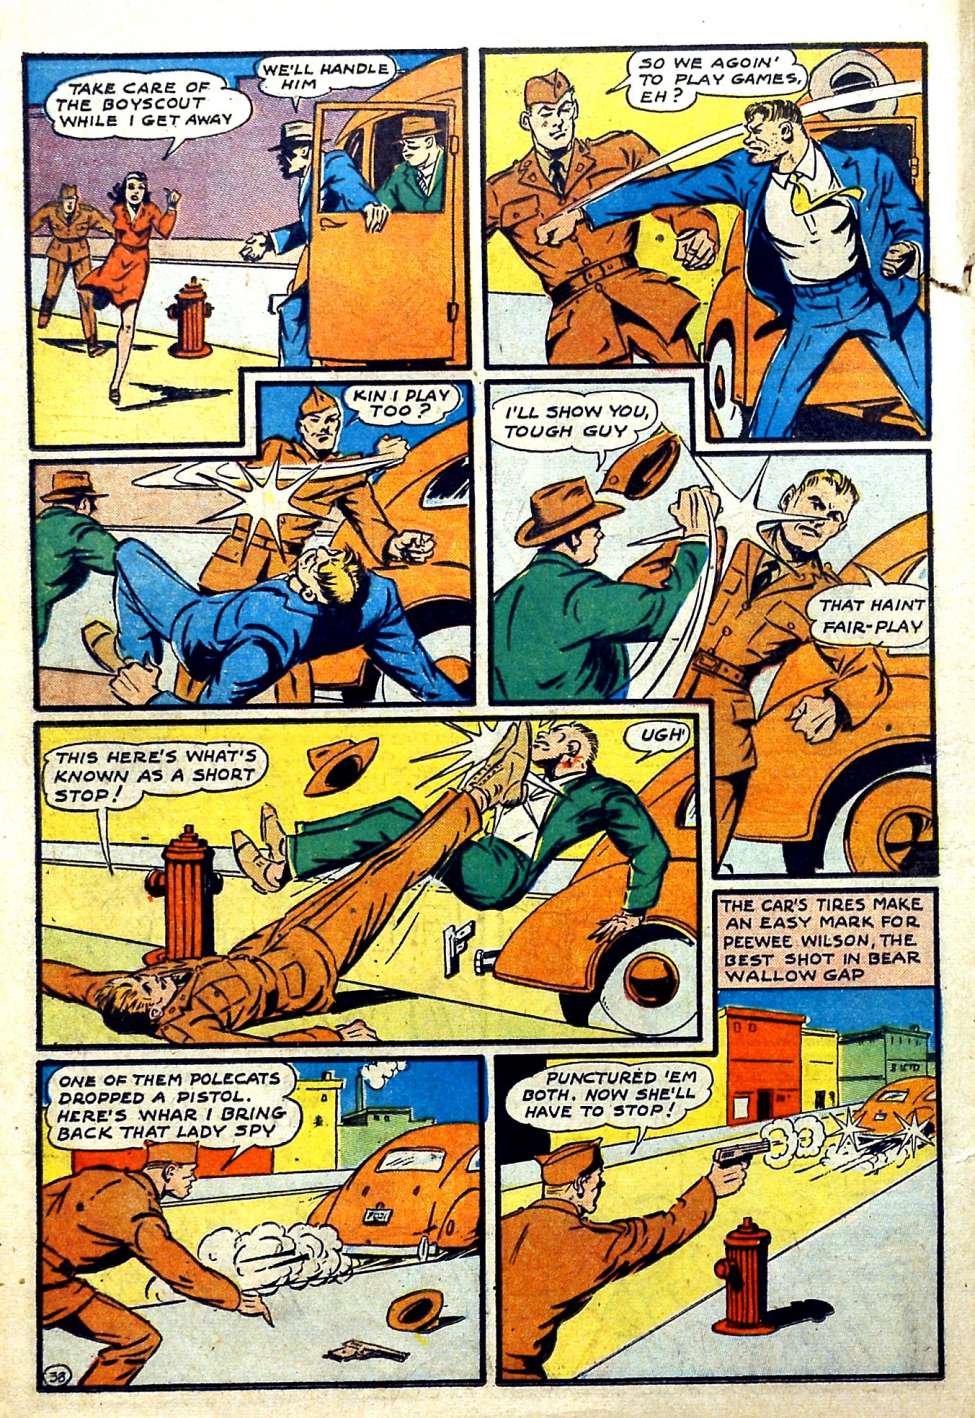 TAKE CARE OF
THE BOYSCOUT
WHILE I GET AWAY
WE'LL HANDLE
HIM
SO WE AGOIN'
TO PLAY GAMES,
EH?
KIN I PLAY
TOO?
I'LL SHOW YOU,
TOUGH GUY
THAT HAINT
FAIR-PLAY
THIS HERE'S WHAT'S
KNOWN AS A SHORT
STOP!
UGH'
THE CAR'S TIRES MAKE
AN EASY MARK FOR
PEEWEE WILSON, THE
BEST SHOT IN BEAR
WALLOW GAP
ONE OF THEM POLECATS
DROPPED A PISTOL.
HERE'S WHAR I BRING
BACK THAT LADY SPY
PUNCTURED 'EM
BOTH. NOW SHE'LL
HAVE TO STOP!
38